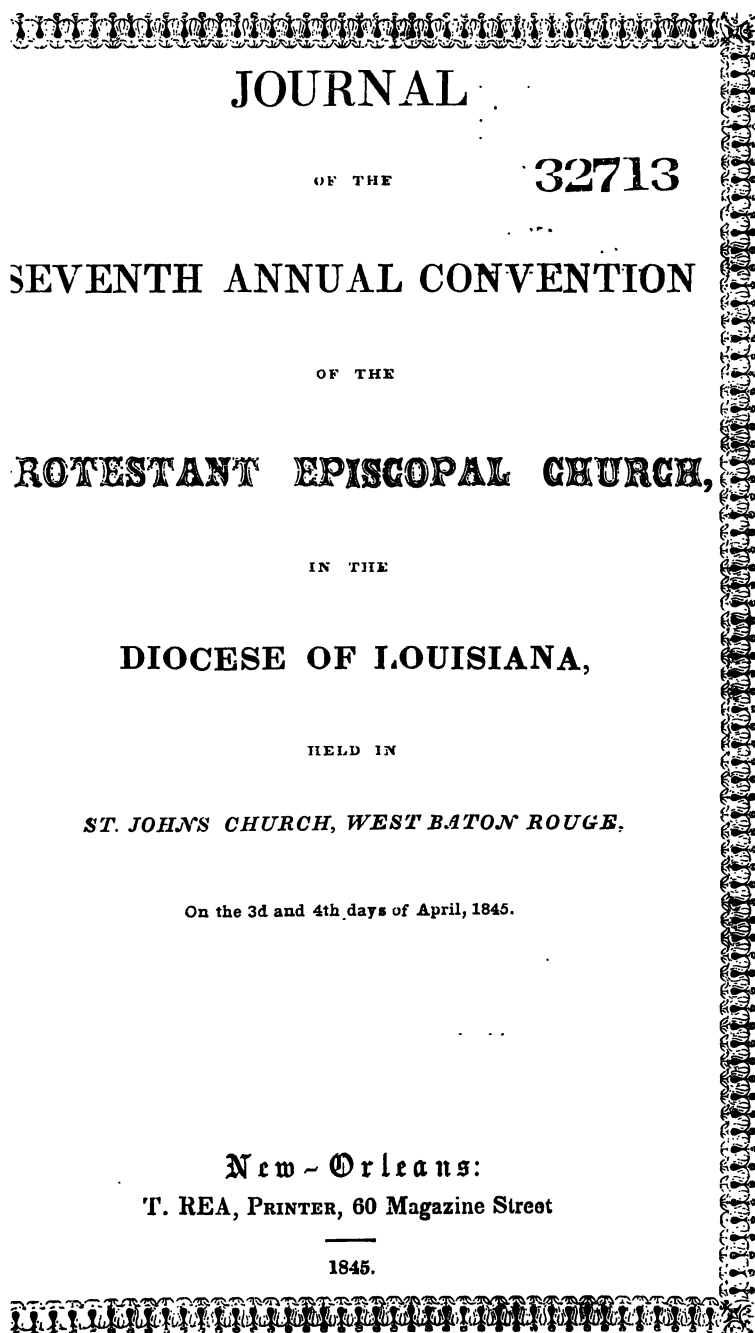 JOURNAL
OF THE
32713
SEVENTH ANNUAL CONVENTION
OF THE
ROTESTANT EPISCOPAL CHURCH,
IN THE
DIOCESE OF LOUISIANA,
HELD IN
ST. JOHNS CHURCH, WEST BATON ROUGE,
On the 3d and 4th days of April, 1845.
New-Orleans:
T. REA, PRINTER, 60 Magazine Street
1845.